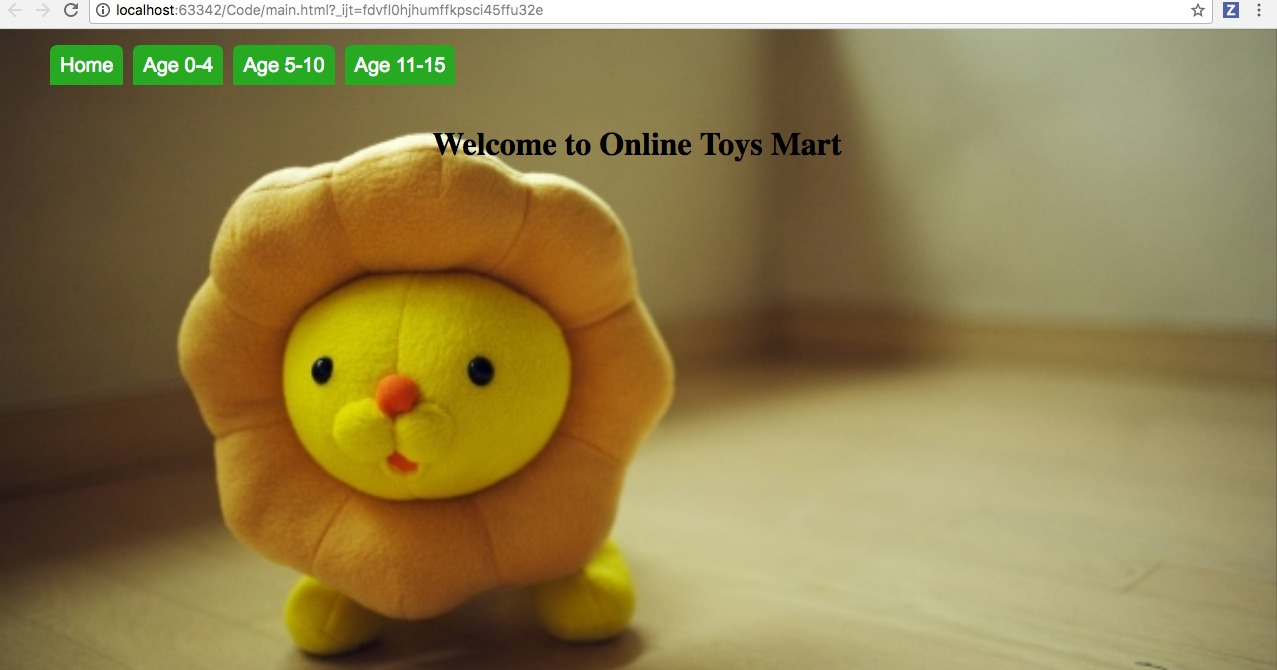 localhost:63342/Code/main.html?_ijt=fdvfl0hjhumffkpsci45ffu32e
Z
Home Age 0-4 Age 5-10 Age 11-15
Welcome to Online Toys Mart